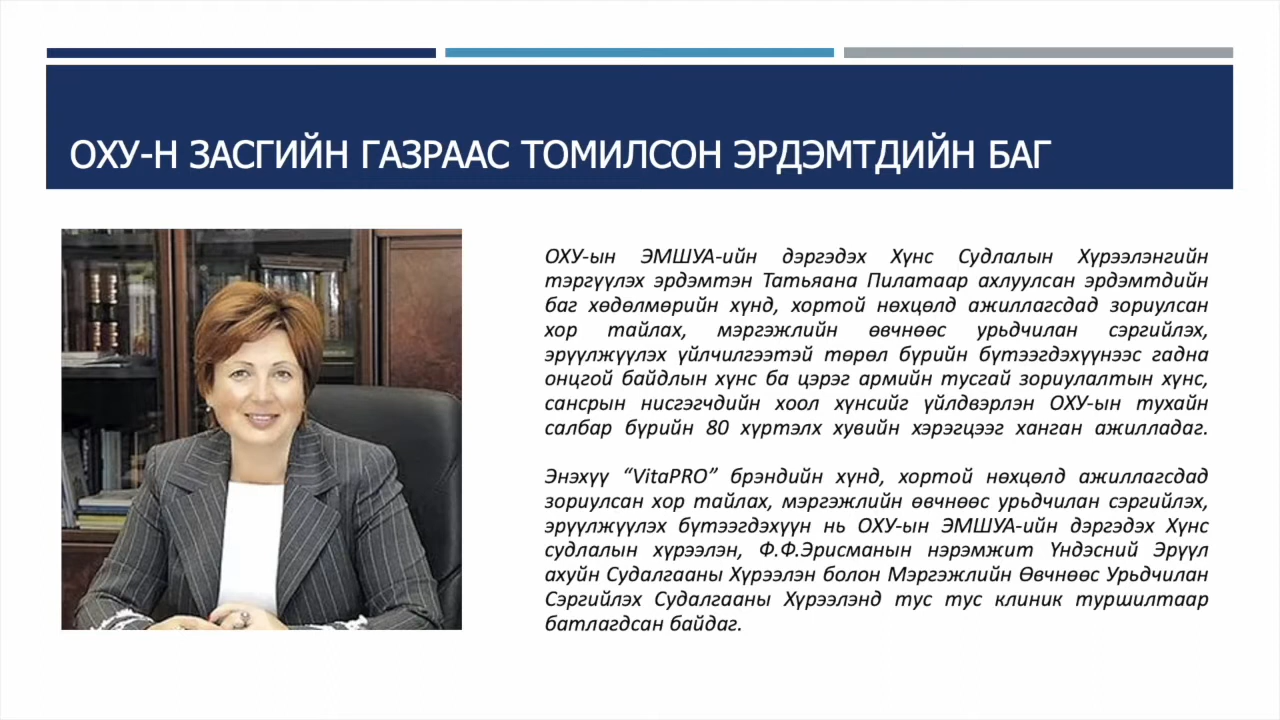 ОХУ-Н ЗАСГИЙН ГАЗРААС ТОМИЛСОН ЭРДЭМТДИЙН БАГ
ОХУ-ын ЭМШУА-ийн дэргэдэх Хүнс Судлалын Хүрээлэнгийн
тэргүүлэх эрдэмтэн Татьяана Пилатаар ахлуулсан эрдэмтдийн
баг хөдөлмөрийн хүнд, хортой нөхцөлд ажиллагсдад зориулсан
хор тайлах, мэргэжлийн өвчнөөс урьдчилан сэргийлэх,
эрүүлжүүлэх үйлчилгээтэй төрөл бүрийн бүтээгдэхүүнээс гадна
онцгой байдлын хүнс ба цэрэг армийн тусгай зориулалтын хүнс,
сансрын нисгэгчдийн хоол хүнсийг үйлдвэрлэн ОХУ-ын тухайн
салбар бүрийн 80 хүртэлх хувийн хэрэгцээг ханган ажилладаг.
Энэхүү “VitaPRO” брэндийн хүнд, хортой нөхцөлд ажиллагсдад
зориулсан хор тайлах, мэргэжлийн өвчнөөс урьдчилан сэргийлэх,
эрүүлжүүлэх бүтээгдэхүүн нь ОХУ-ын ЭМШУА-ийн дэргэдэх Хүнс
судлалын хүрээлэн, Ф.Ф.Эрисманын нэрэмжит Үндэсний Эрүүл
ахуйн Судалгааны Хүрээлэн болон Мэргэжлийн Өвчнөөс Урьдчилан
Сэргийлэх Судалгааны Хүрээлэнд тус тус клиник туршилтаар
батлагдсан байдаг.